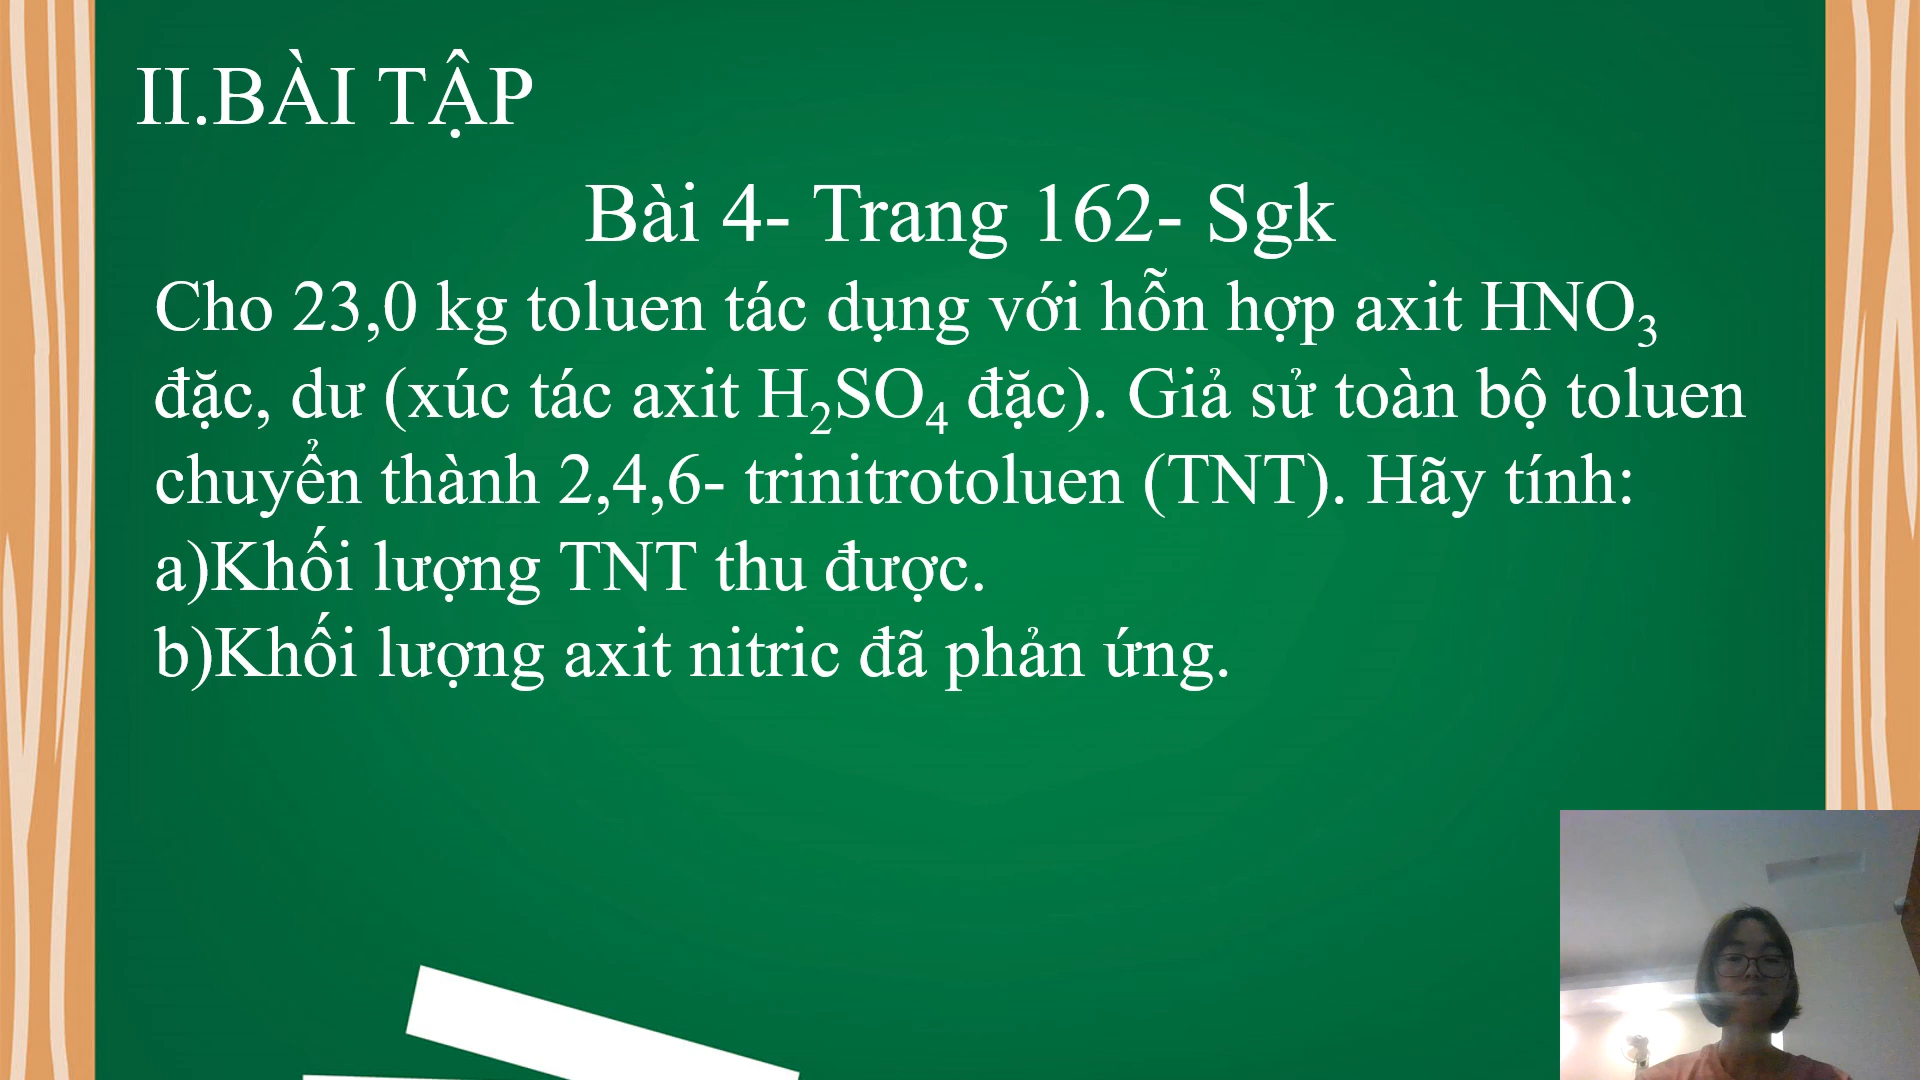 II.BÀI TẬP
Bài 4- Trang 162- Sgk
Cho 23,0 kg toluen tác dụng với hỗn hợp axit HNO₃
đặc, dư (xúc tác axit H₂SO₄ đặc). Giả sử toàn bộ toluen
chuyển thành 2,4,6- trinitrotoluen (TNT). Hãy tính:
a)Khối lượng TNT thu được.
b)Khối lượng axit nitric đã phản ứng.